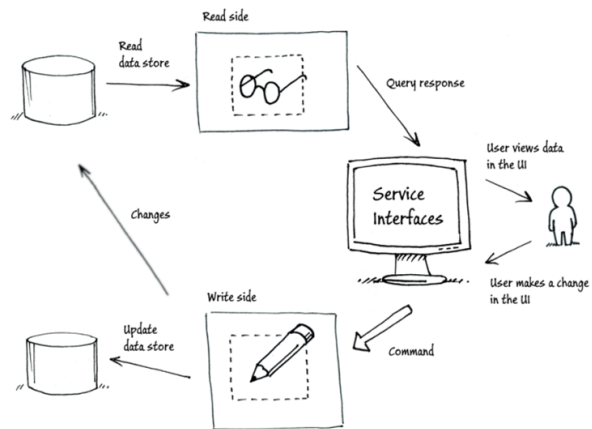 Read side
Read
data store
Query response
User views data
in the UI
Service
Interfaces
Changes
User makes a change
in the UI
Write side
Update
data store
Command